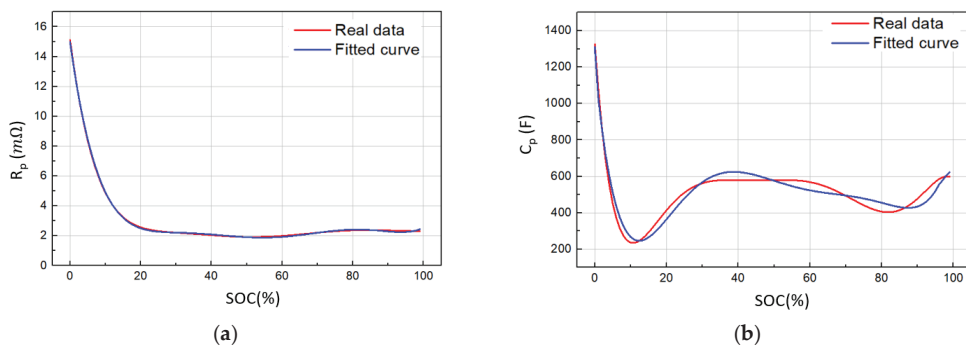 Real data
Fitted curve
16
14
12
10
8
6
4
2
0
R_p (mΩ)
0 20 40 60 80 100
SOC(%)
(a)
Real data
Fitted curve
1400
1200
1000
800
600
400
200
C_p (F)
0 20 40 60 80 100
SOC(%)
(b)